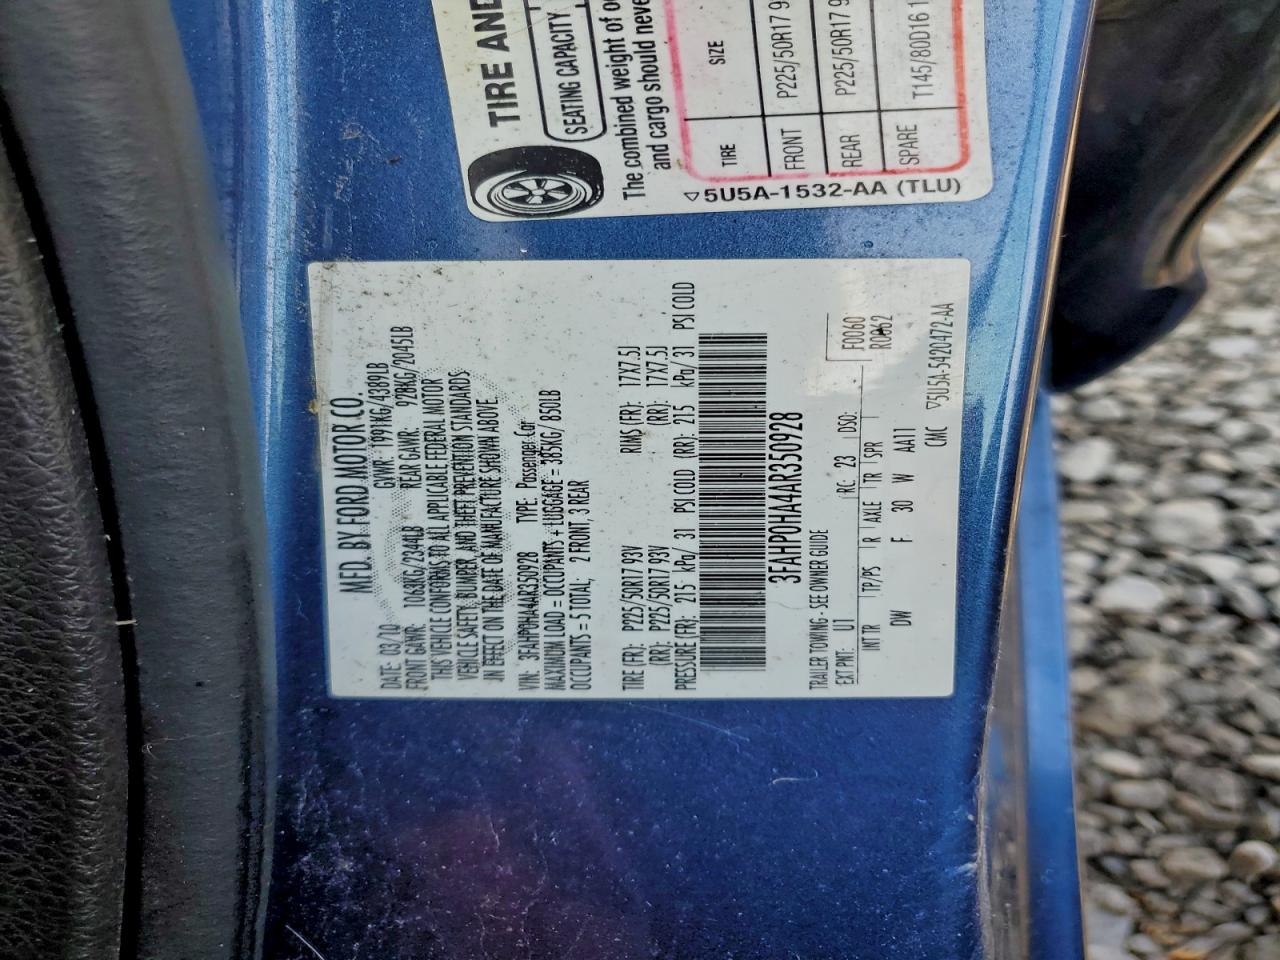 TIRE AND
SEATING CAPACITY
The combined weight of
and cargo should never
TIRE SIZE
FRONT P225/50R17 9
REAR P225/50R17 9
SPARE T145/80D16 1
▽5U5A-1532-AA (TLU)
MFD. BY FORD MOTOR CO.
DATE: 03/10 GVWR: 1991KG/4389LB
FRONT GAWR: 1063KG/2344LB REAR GAWR: 928KG/2045LB
THIS VEHICLE CONFORMS TO ALL APPLICABLE FEDERAL MOTOR
VEHICLE SAFETY, BUMPER, AND THEFT PREVENTION STANDARDS
IN EFFECT ON THE DATE OF MANUFACTURE SHOWN ABOVE
VIN: 3FAHP0HA4AR350928 TYPE: Passenger Car
MAXIMUM LOAD = OCCUPANTS + LUGGAGE = 385KG/ 850LB
OCCUPANTS = 5 TOTAL; 2 FRONT, 3 REAR
TIRE (FR): P225/50R17 93V RIMS (FR): 17X7.5J
(RR): P225/50R17 93V (RR): 17X7.5J
PRESSURE (FR): 215 kPa/ 31 PSI COLD (RR): 215 kPa/ 31 PSI COLD
3FAHP0HA4AR350928
TRAILER TOWING - SEE OWNER GUIDE
F0060
R0062
EXT PNT: UI RC: 23 DSO:
INT TR TP/PS R AXLE TR SPR
DW F 30 W AA11
CMC ▽5U5A-5420472-AA